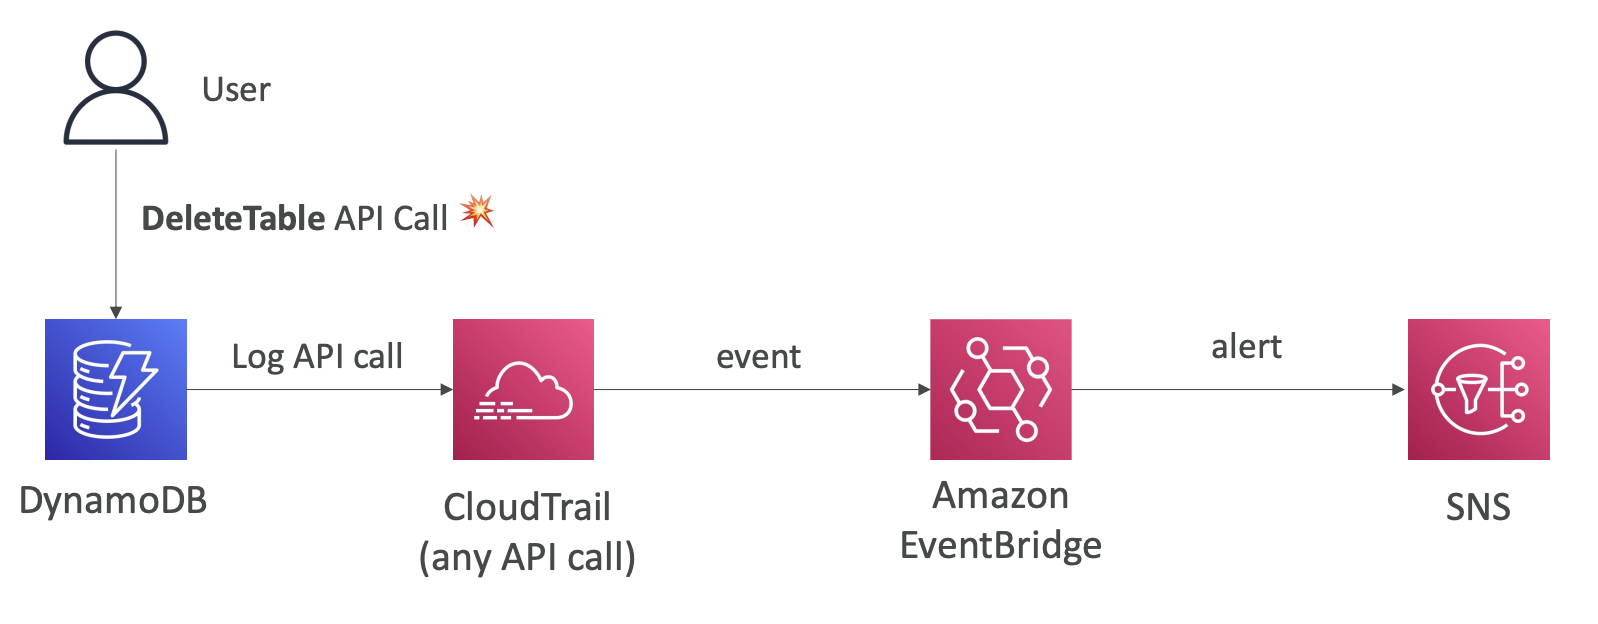 User
DeleteTable API Call 💥
Log API call
event
alert
DynamoDB
CloudTrail
(any API call)
Amazon
EventBridge
SNS